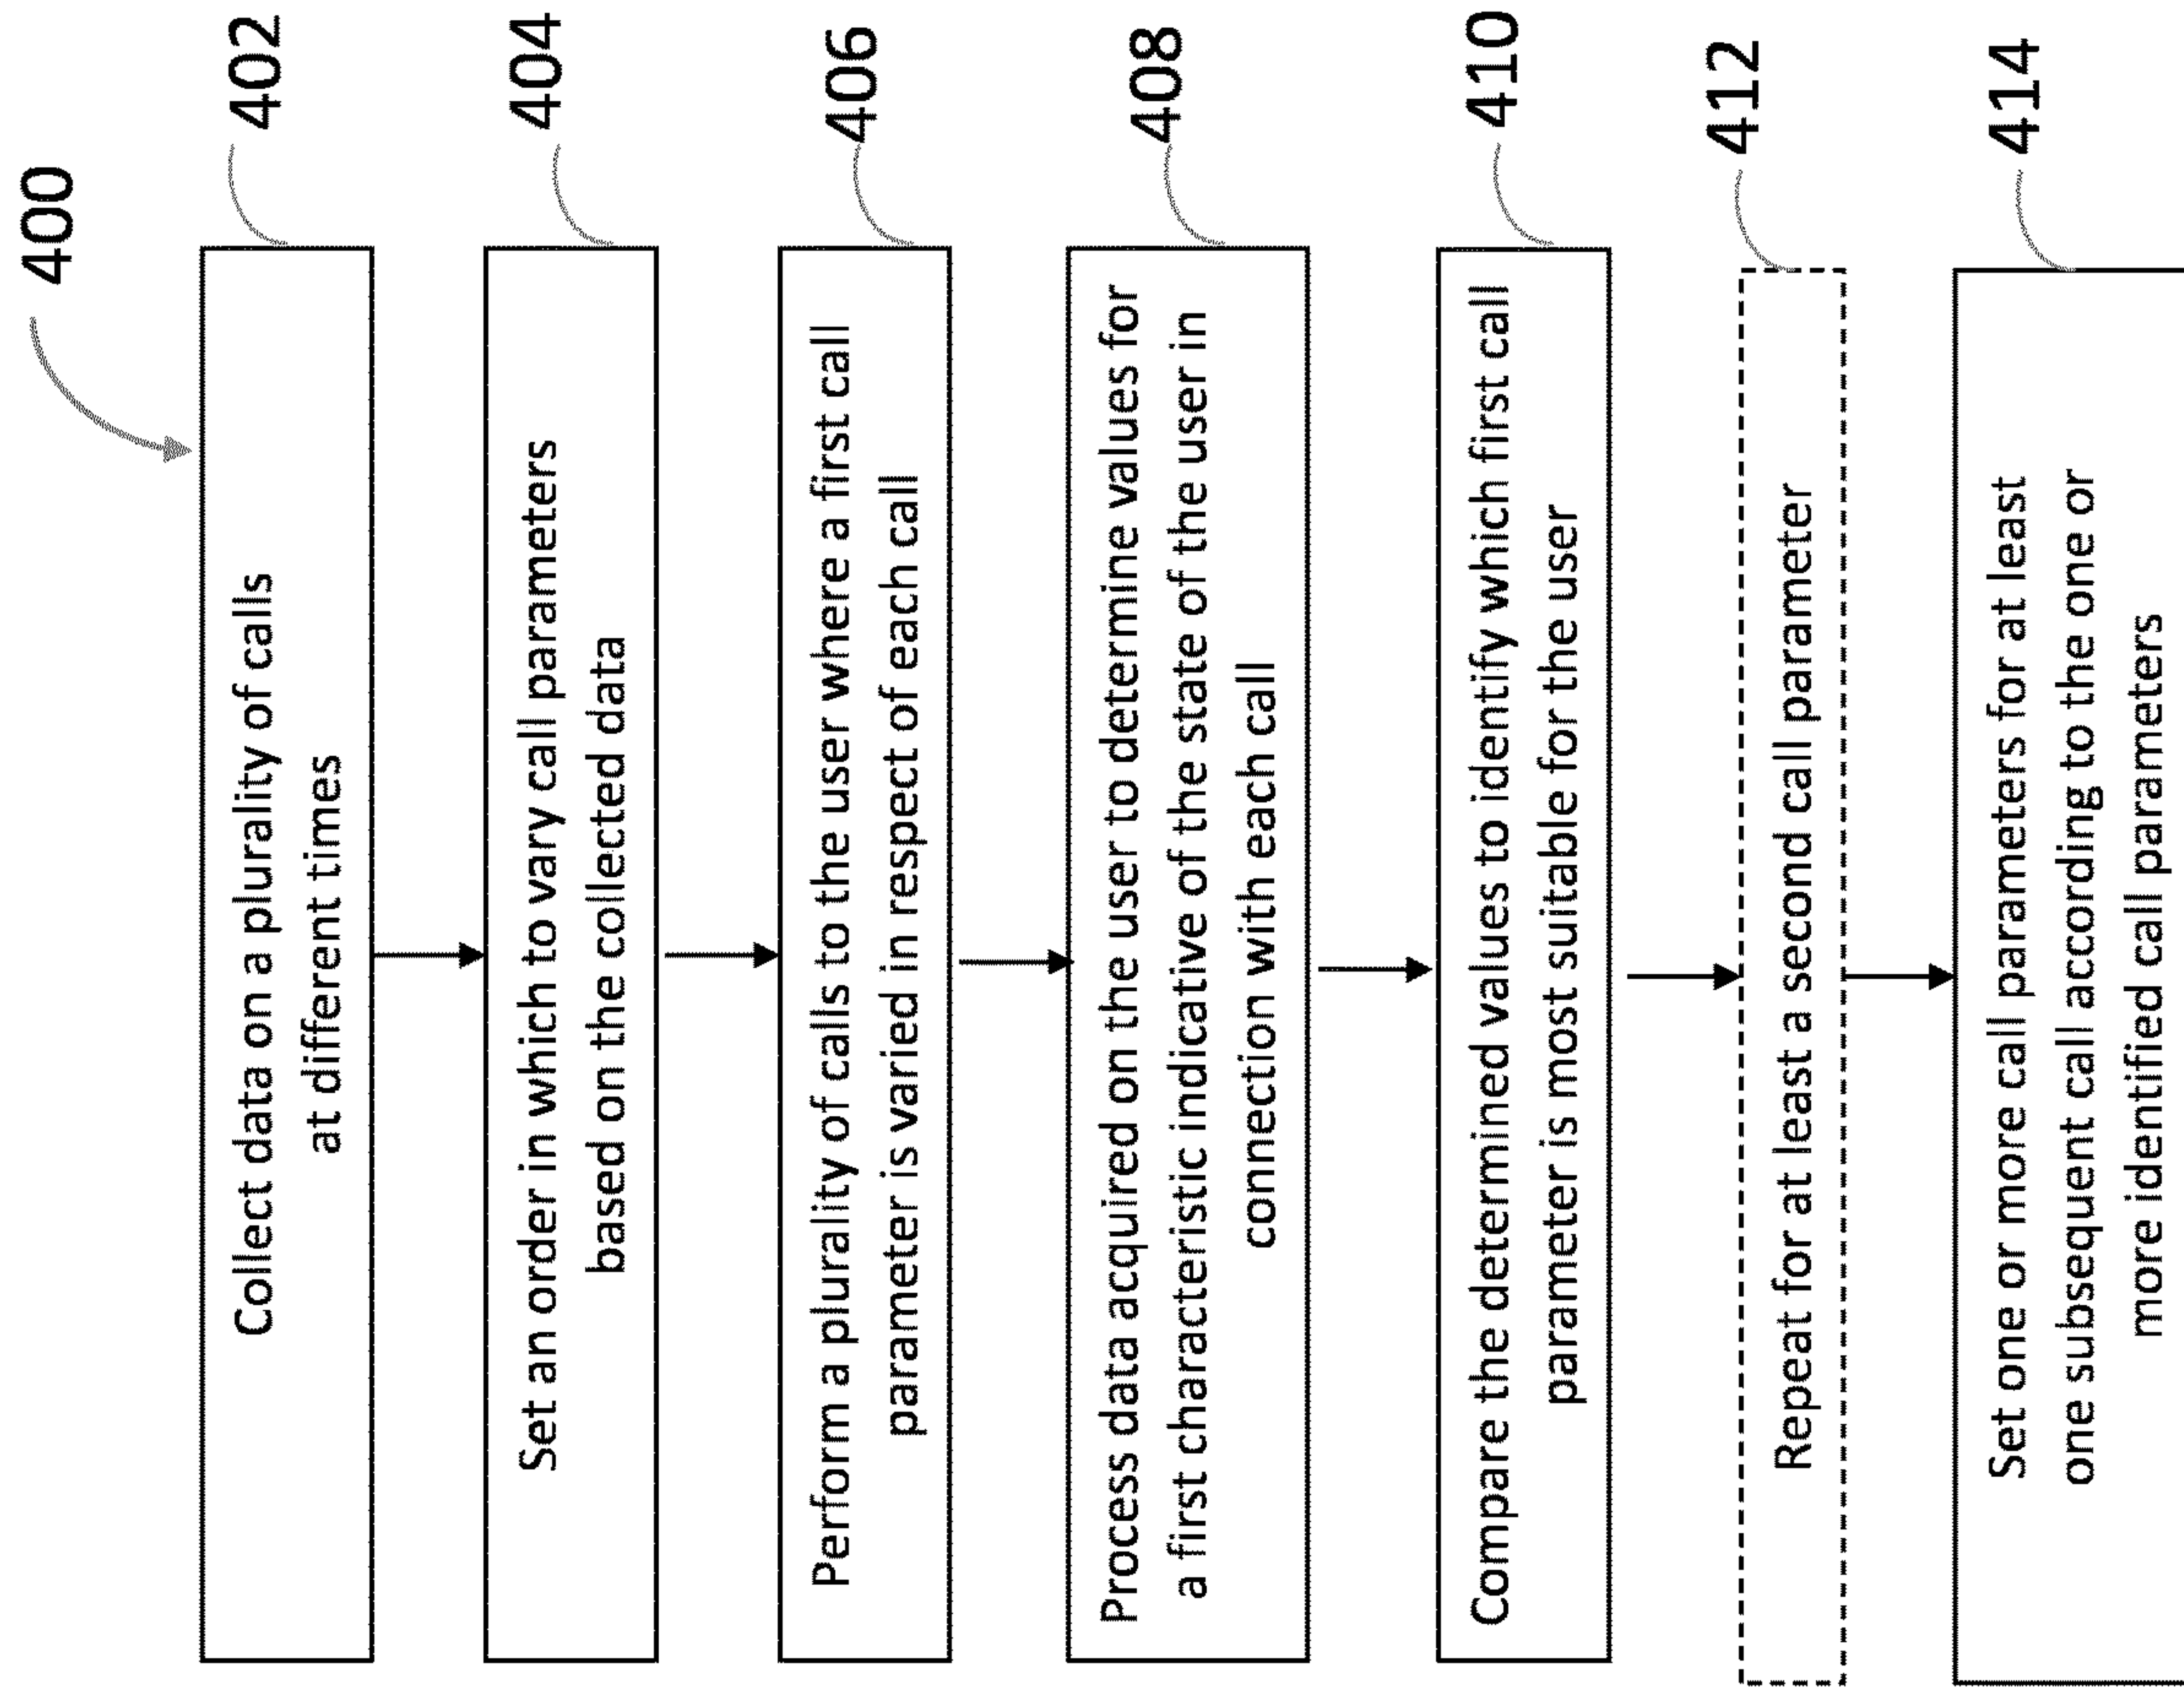 400
Collect data on a plurality of calls
at different times
402
Set an order in which to vary call parameters
based on the collected data
404
Perform a plurality of calls to the user where a first call
parameter is varied in respect of each call
406
Process data acquired on the user to determine values for
a first characteristic indicative of the state of the user in
connection with each call
408
Compare the determined values to identify which first call
parameter is most suitable for the user
410
Repeat for at least a second call parameter
412
Set one or more call parameters for at least
one subsequent call according to the one or
more identified call parameters
414